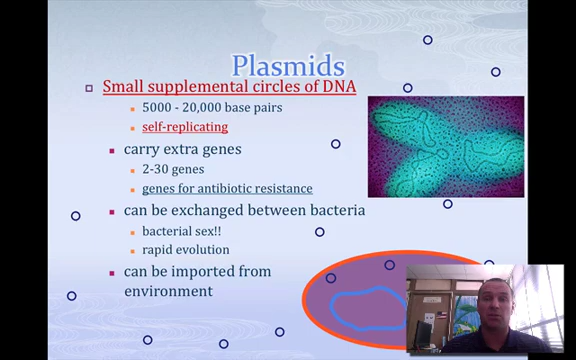 Plasmids
Small supplemental circles of DNA
5000 - 20,000 base pairs
self-replicating
carry extra genes
2-30 genes
genes for antibiotic resistance
can be exchanged between bacteria
bacterial sex!!
rapid evolution
can be imported from
environment